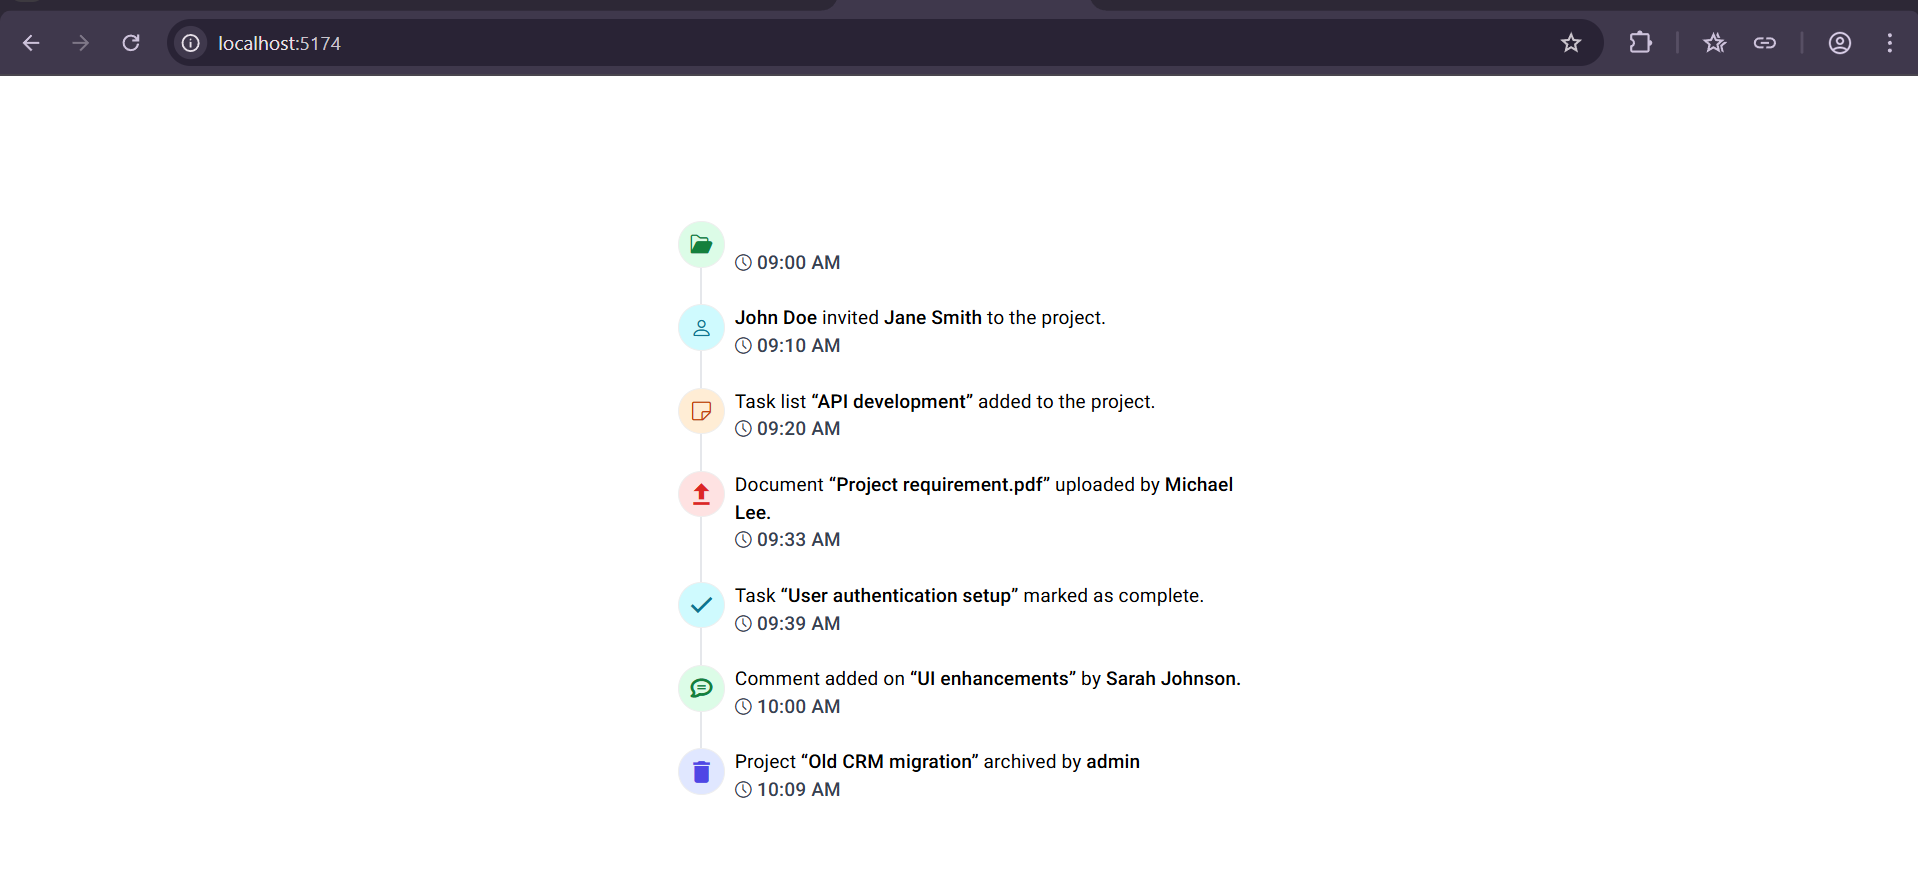 localhost:5174
09:00 AM
John Doe invited Jane Smith to the project.
09:10 AM
Task list “API development” added to the project.
09:20 AM
Document “Project requirement.pdf” uploaded by Michael
Lee.
09:33 AM
Task “User authentication setup” marked as complete.
09:39 AM
Comment added on “UI enhancements” by Sarah Johnson.
10:00 AM
Project “Old CRM migration” archived by admin
10:09 AM